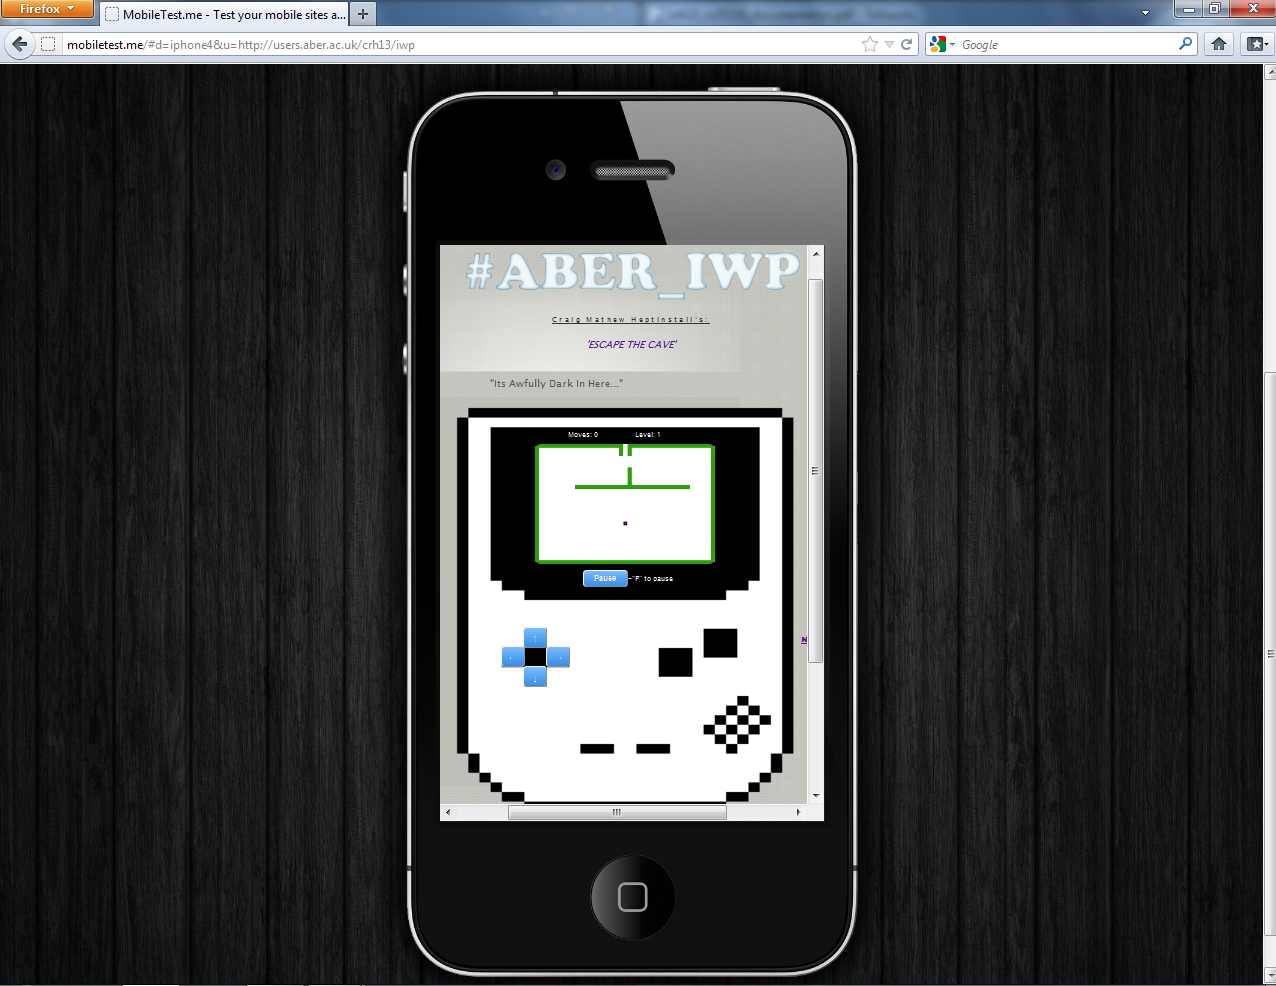 Firefox
MobileTest.me - Test your mobile sites a...
mobiletest.me/#d=iphone4&u=http://users.aber.ac.uk/crh13/iwp
Google
#ABER_IWP
Craig Mathew Heptinstall's:
'ESCAPE THE CAVE'
"Its Awfully Dark In Here..."
Moves: 0 Level: 1
Pause -"P" to pause
↑
↓
N